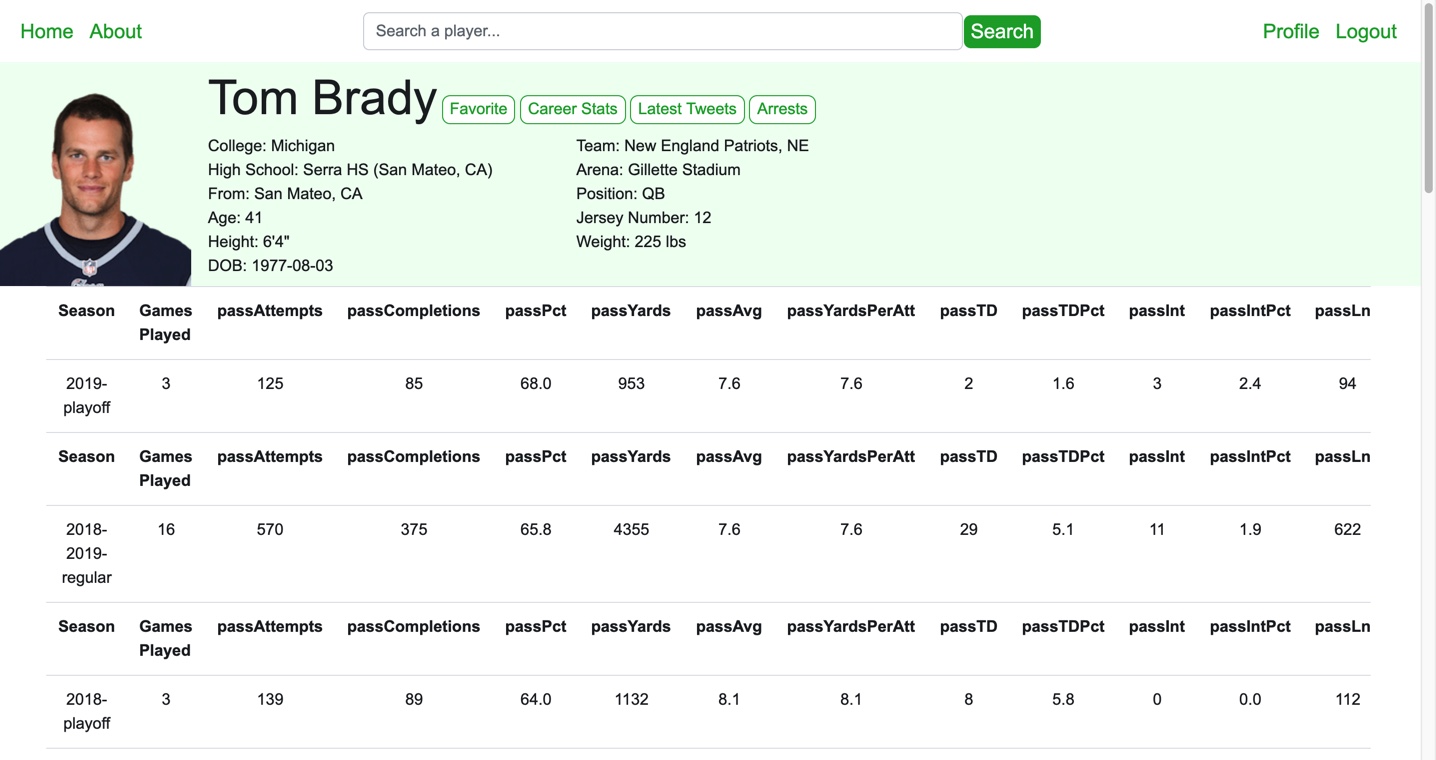 Home About Search a player... Search Profile Logout
Tom Brady Favorite Career Stats Latest Tweets Arrests
College: Michigan Team: New England Patriots, NE
High School: Serra HS (San Mateo, CA) Arena: Gillette Stadium
From: San Mateo, CA Position: QB
Age: 41 Jersey Number: 12
Height: 6'4" Weight: 225 lbs
DOB: 1977-08-03
Season Games Played passAttempts passCompletions passPct passYards passAvg passYardsPerAtt passTD passTDPct passInt passIntPct passLn
2019-playoff 3 125 85 68.0 953 7.6 7.6 2 1.6 3 2.4 94
Season Games Played passAttempts passCompletions passPct passYards passAvg passYardsPerAtt passTD passTDPct passInt passIntPct passLn
2018-2019-regular 16 570 375 65.8 4355 7.6 7.6 29 5.1 11 1.9 622
Season Games Played passAttempts passCompletions passPct passYards passAvg passYardsPerAtt passTD passTDPct passInt passIntPct passLn
2018-playoff 3 139 89 64.0 1132 8.1 8.1 8 5.8 0 0.0 112